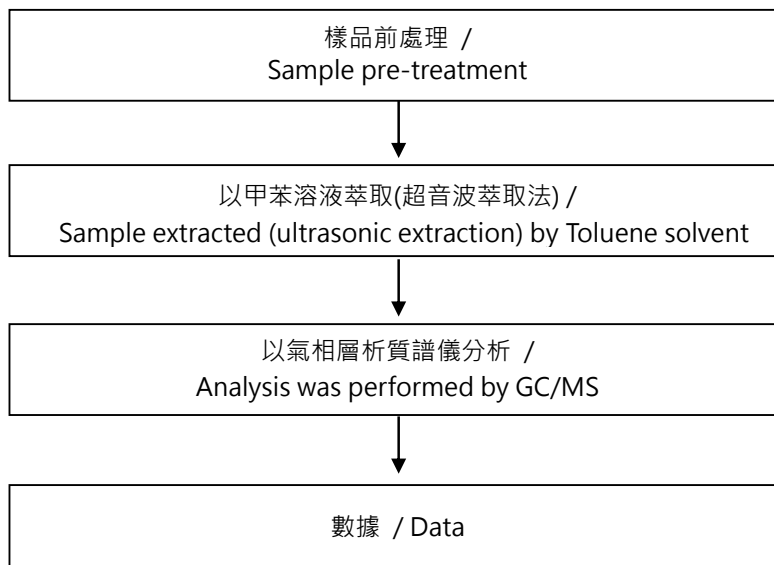 樣品前處理 /
Sample pre-treatment
以甲苯溶液萃取(超音波萃取法) /
Sample extracted (ultrasonic extraction) by Toluene solvent
以氣相層析質譜儀分析 /
Analysis was performed by GC/MS
數據 / Data